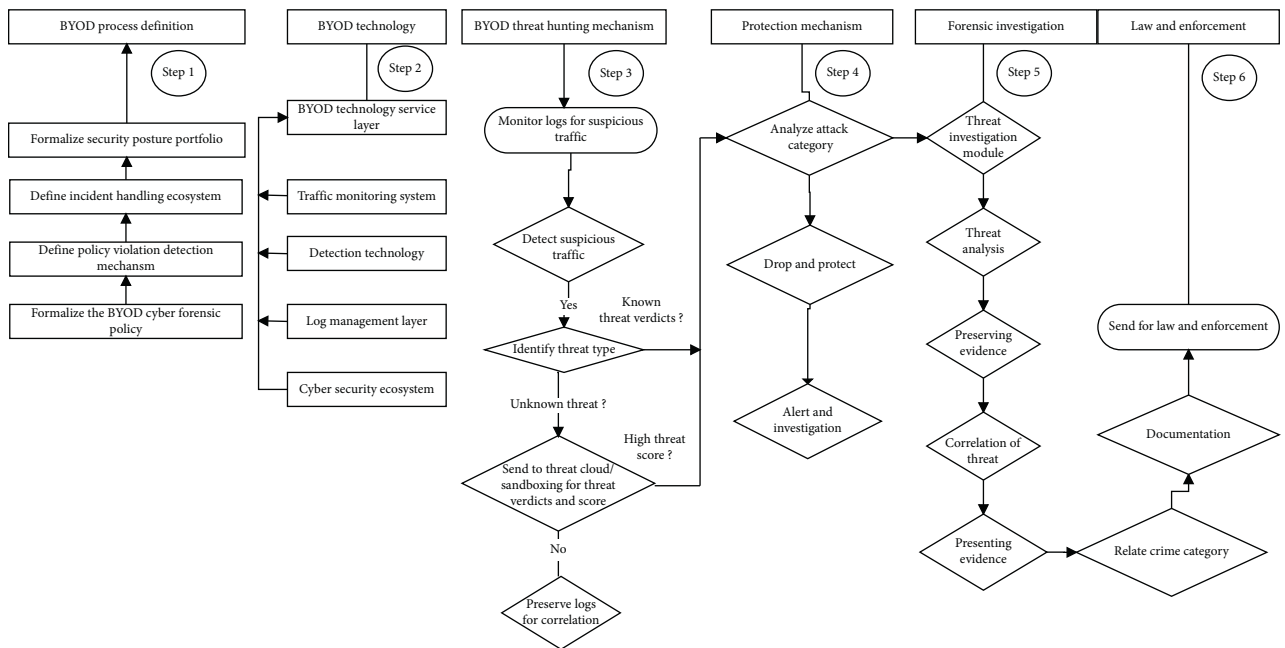 BYOD process definition
Step 1
Formalize security posture portfolio
Define incident handling ecosystem
Define policy violation detection
mechansm
Formalize the BYOD cyber forensic
policy
BYOD technology
Step 2
BYOD technology service
layer
Traffic monitoring system
Detection technology
Log management layer
Cyber security ecosystem
BYOD threat hunting mechanism
Step 3
Monitor logs for suspicious
traffic
Detect suspicious
traffic
Yes
Known
threat verdicts ?
Identify threat type
Unknown threat ?
High threat
score ?
Send to threat cloud/
sandboxing for threat
verdicts and score
No
Preserve logs
for correlation
Protection mechanism
Step 4
Analyze attack
category
Drop and protect
Alert and
investigation
Forensic investigation
Step 5
Threat
investigation
module
Threat
analysis
Preserving
evidence
Correlation of
threat
Presenting
evidence
Law and enforcement
Step 6
Send for law and enforcement
Documentation
Relate crime category